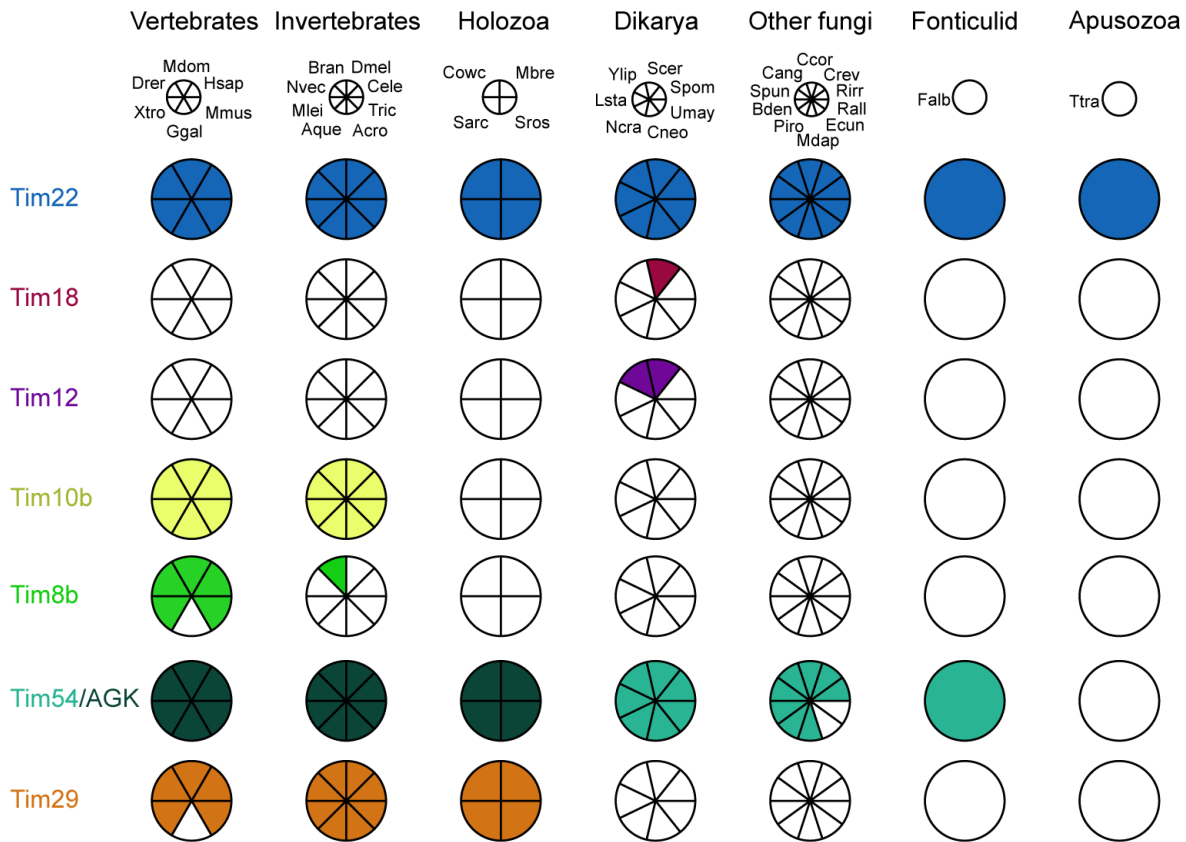 Vertebrates Invertebrates Holozoa Dikarya Other fungi Fonticulid Apusozoa
Mdom
Drer Hsap
Xtro Mmus
Ggal
Bran Dmel
Nvec Cele
Mlei Tric
Aque Acro
Cowc Mbre
Sarc Sros
Ylip Scer
Lsta Spom
Umay
Ncra Cneo
Ccor
Cang Crev
Spun Rirr
Bden Rall
Piro Ecun
Mdap
Falb
Ttra
Tim22
Tim18
Tim12
Tim10b
Tim8b
Tim54/AGK
Tim29